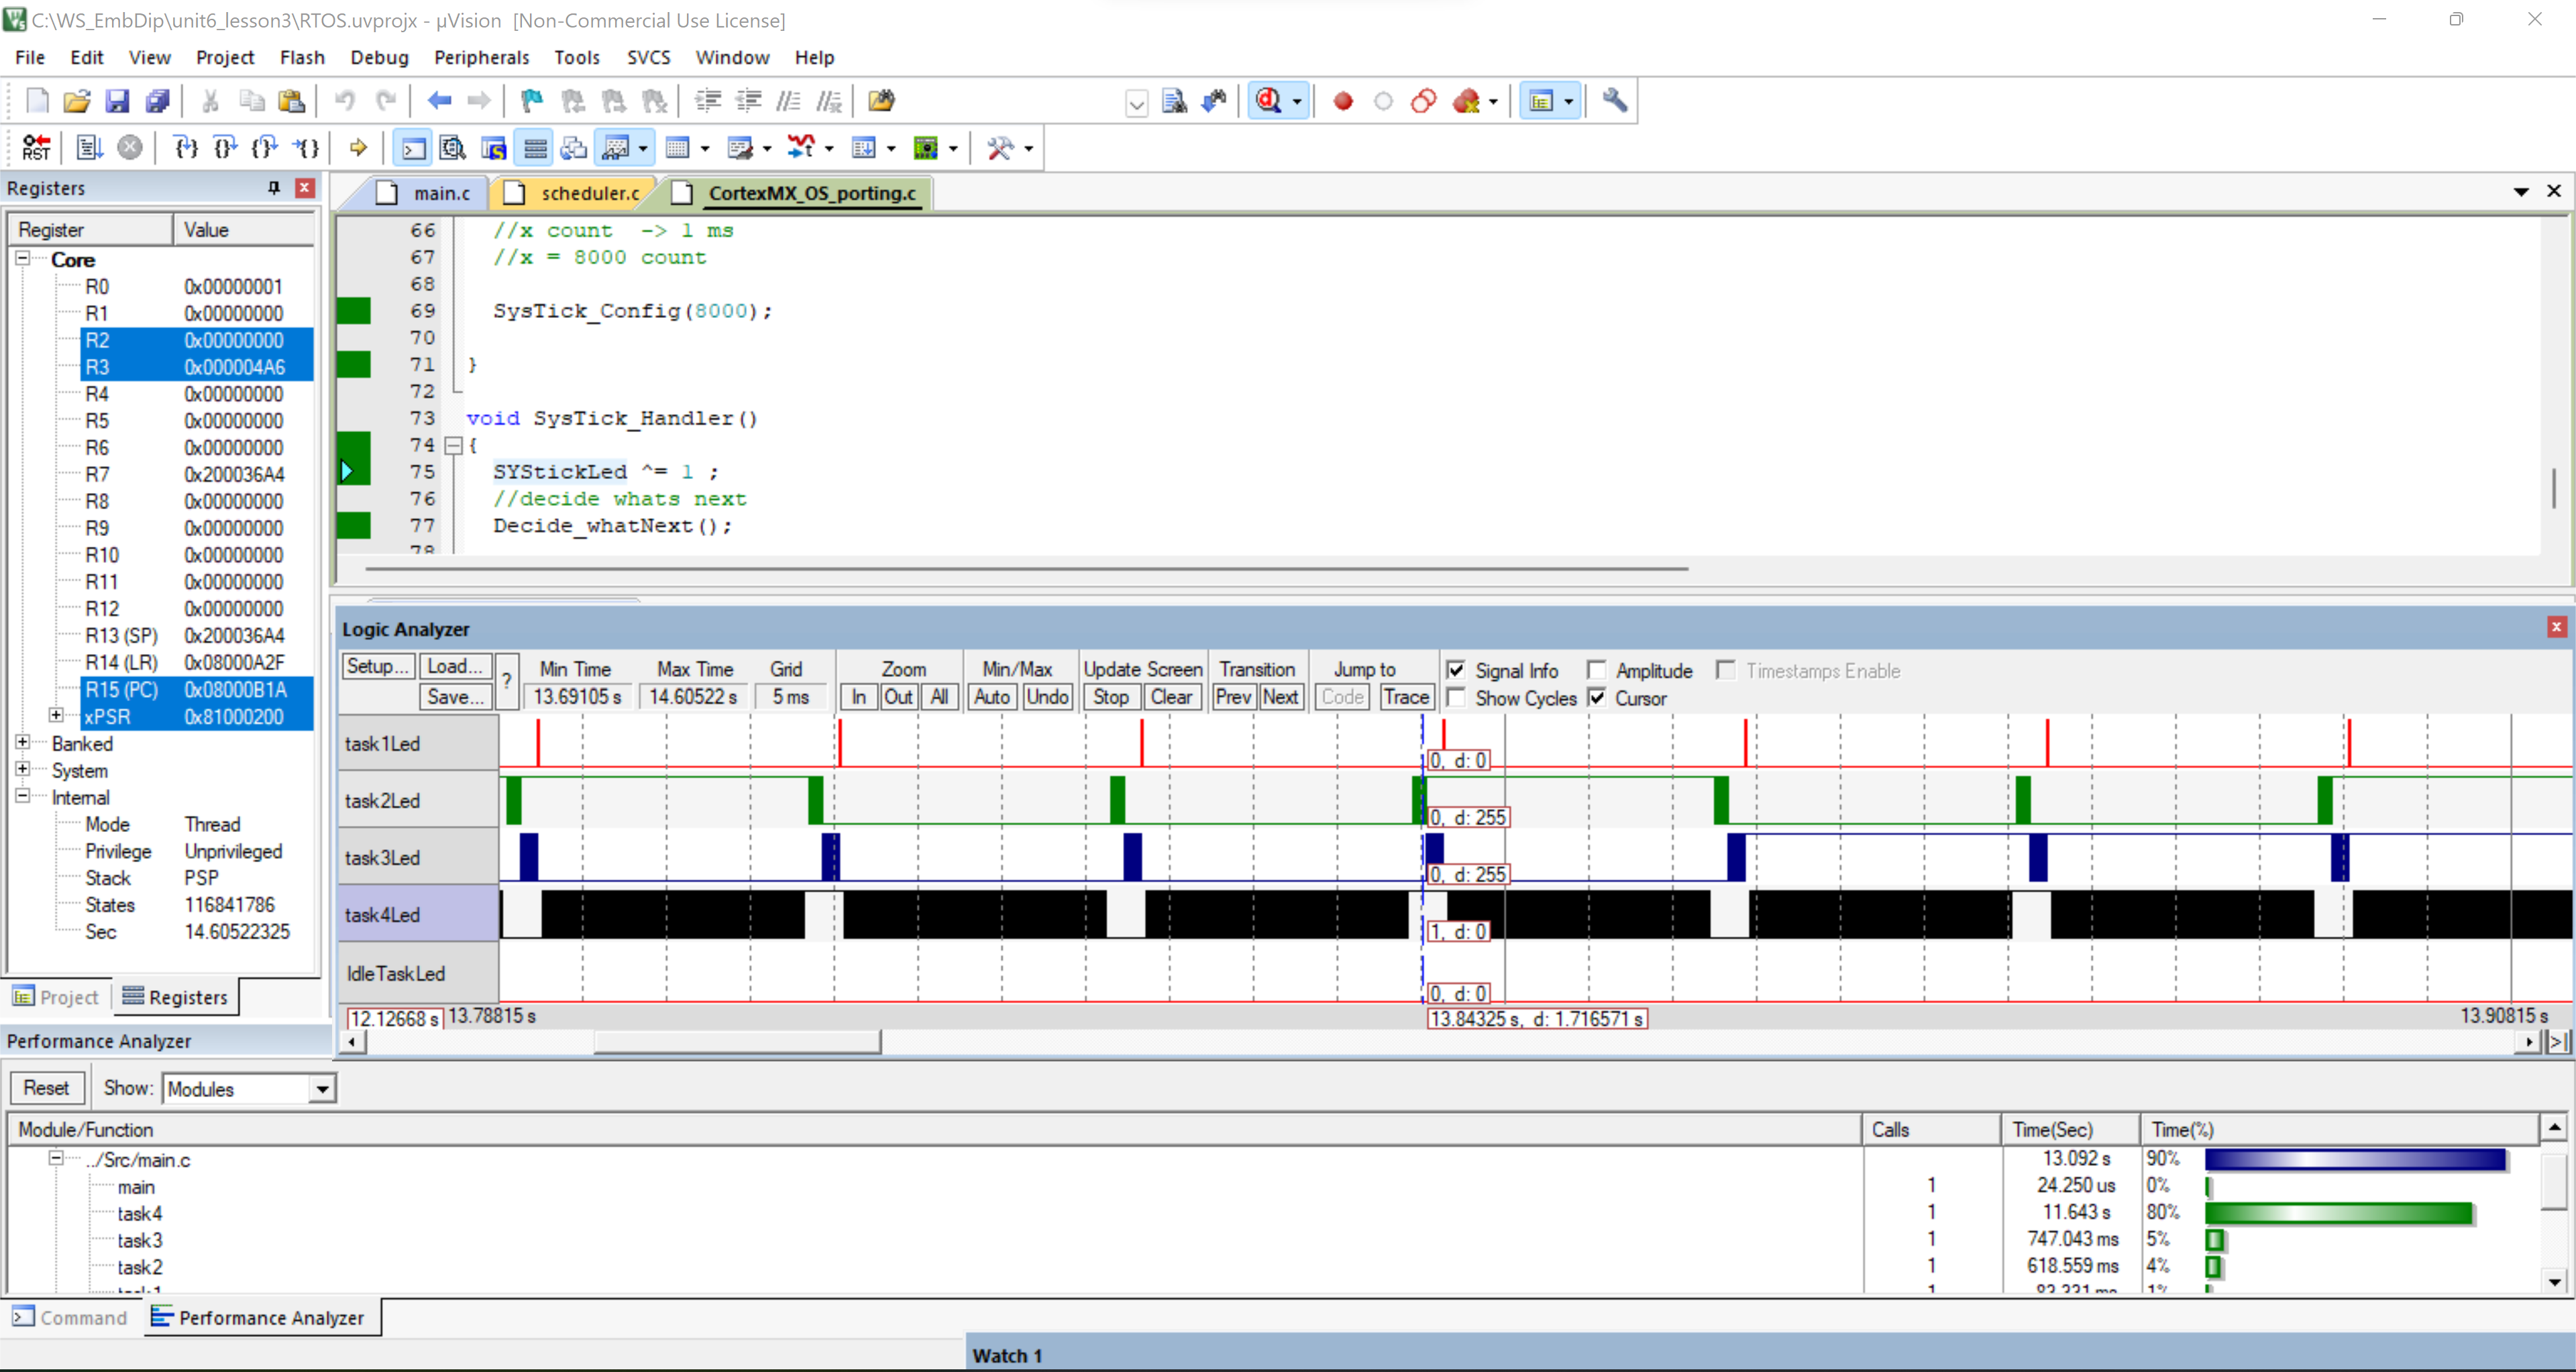 C:\WS_EmbDip\unit6_lesson3\RTOS.uvprojx - µVision [Non-Commercial Use License]
File Edit View Project Flash Debug Peripherals Tools SVCS Window Help
RST
Registers
main.c scheduler.c CortexMX_OS_porting.c
Register Value
Core
R0 0x00000001
R1 0x00000000
R2 0x00000000
R3 0x000004A6
R4 0x00000000
R5 0x00000000
R6 0x00000000
R7 0x200036A4
R8 0x00000000
R9 0x00000000
R10 0x00000000
R11 0x00000000
R12 0x00000000
R13 (SP) 0x200036A4
R14 (LR) 0x08000A2F
R15 (PC) 0x08000B1A
xPSR 0x81000200
Banked
System
Internal
Mode Thread
Privilege Unprivileged
Stack PSP
States 116841786
Sec 14.60522325
Project Registers
66 //x count -> 1 ms
67 //x = 8000 count
68
69 SysTick_Config(8000);
70
71 }
72
73 void SysTick_Handler()
74 {
75 SYStickLed ^= 1 ;
76 //decide whats next
77 Decide_whatNext();
78
Logic Analyzer
Setup... Load... ? Min Time Max Time Grid Zoom Min/Max Update Screen Transition Jump to Signal Info Amplitude Timestamps Enable
Save... 13.69105 s 14.60522 s 5 ms In Out All Auto Undo Stop Clear Prev Next Code Trace Show Cycles Cursor
task1Led
0, d: 0
task2Led
0, d: 255
task3Led
0, d: 255
task4Led
1, d: 0
IdleTaskLed
0, d: 0
12.12668 s 13.78815 s 13.84325 s, d: 1.716571 s 13.90815 s
Performance Analyzer
Reset Show: Modules
Module/Function Calls Time(Sec) Time(%)
../Src/main.c 13.092 s 90%
main 1 24.250 us 0%
task4 1 11.643 s 80%
task3 1 747.043 ms 5%
task2 1 618.559 ms 4%
task1 1 83.331 ms 1%
Command Performance Analyzer
Watch 1